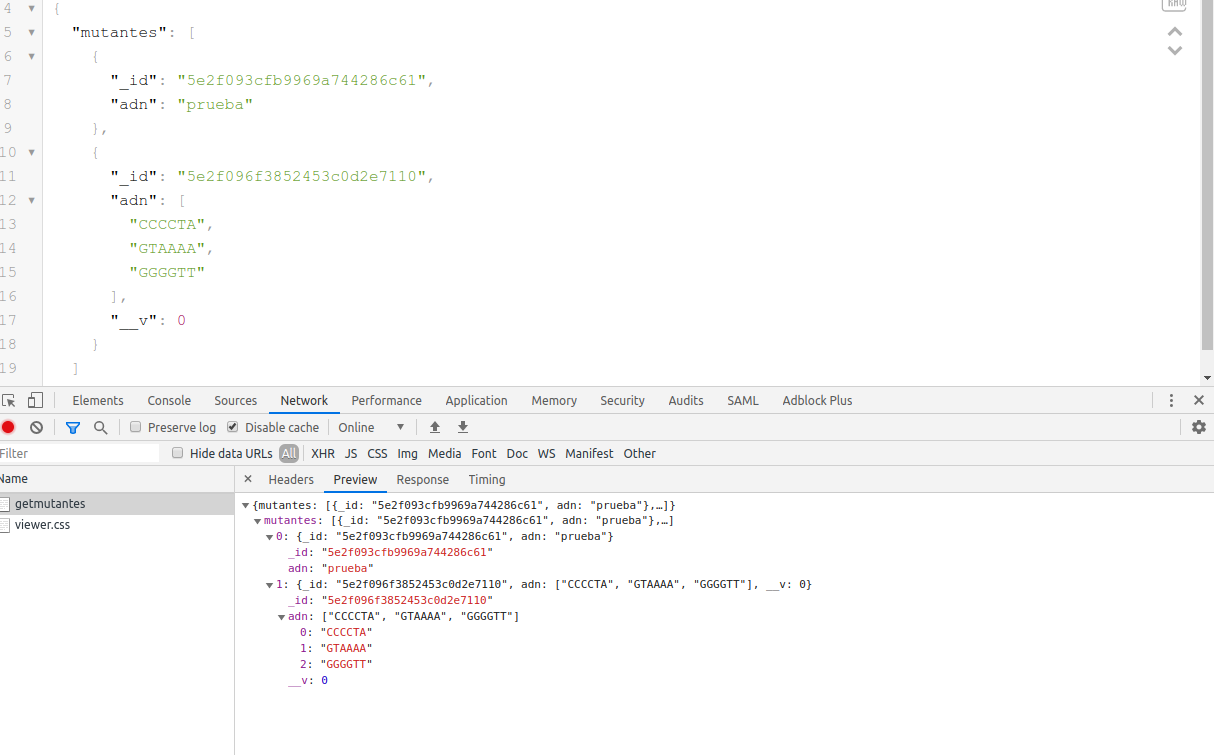 RAW
4 {
5 "mutantes": [
6 {
7 "_id": "5e2f093cfb9969a744286c61",
8 "adn": "prueba"
9 },
10 {
11 "_id": "5e2f096f3852453c0d2e7110",
12 "adn": [
13 "CCCCTA",
14 "GTAAAA",
15 "GGGGTT"
16 ],
17 "__v": 0
18 }
19 ]
Elements Console Sources Network Performance Application Memory Security Audits SAML Adblock Plus
Preserve log Disable cache Online
Filter Hide data URLs All XHR JS CSS Img Media Font Doc WS Manifest Other
Name Headers Preview Response Timing
getmutantes
viewer.css
{mutantes: [{_id: "5e2f093cfb9969a744286c61", adn: "prueba"},…]}
mutantes: [{_id: "5e2f093cfb9969a744286c61", adn: "prueba"},…]
0: {_id: "5e2f093cfb9969a744286c61", adn: "prueba"}
_id: "5e2f093cfb9969a744286c61"
adn: "prueba"
1: {_id: "5e2f096f3852453c0d2e7110", adn: ["CCCCTA", "GTAAAA", "GGGGTT"], __v: 0}
_id: "5e2f096f3852453c0d2e7110"
adn: ["CCCCTA", "GTAAAA", "GGGGTT"]
0: "CCCCTA"
1: "GTAAAA"
2: "GGGGTT"
__v: 0